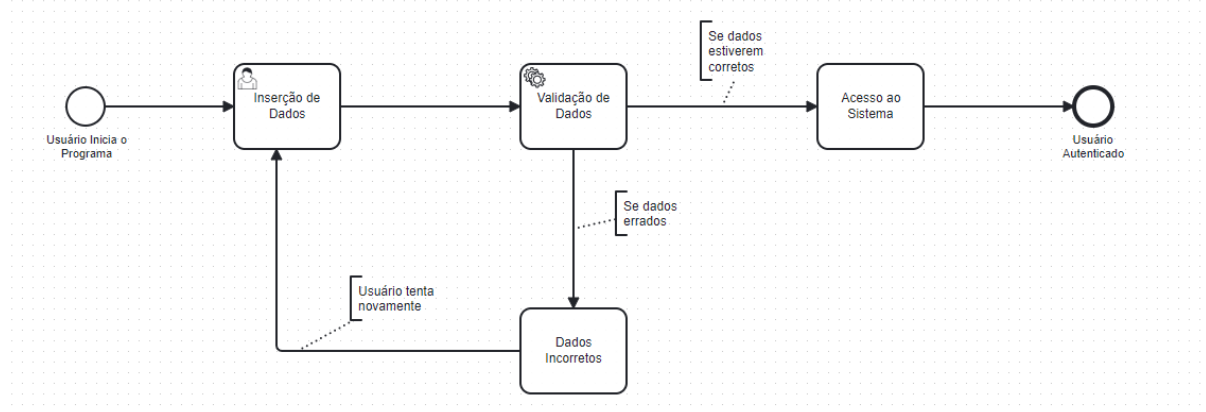 Usuário Inicia o
Programa
Inserção de
Dados
Validação de
Dados
Se dados
estiverem
corretos
Acesso ao
Sistema
Usuário
Autenticado
Se dados
errados
Usuário tenta
novamente
Dados
Incorretos